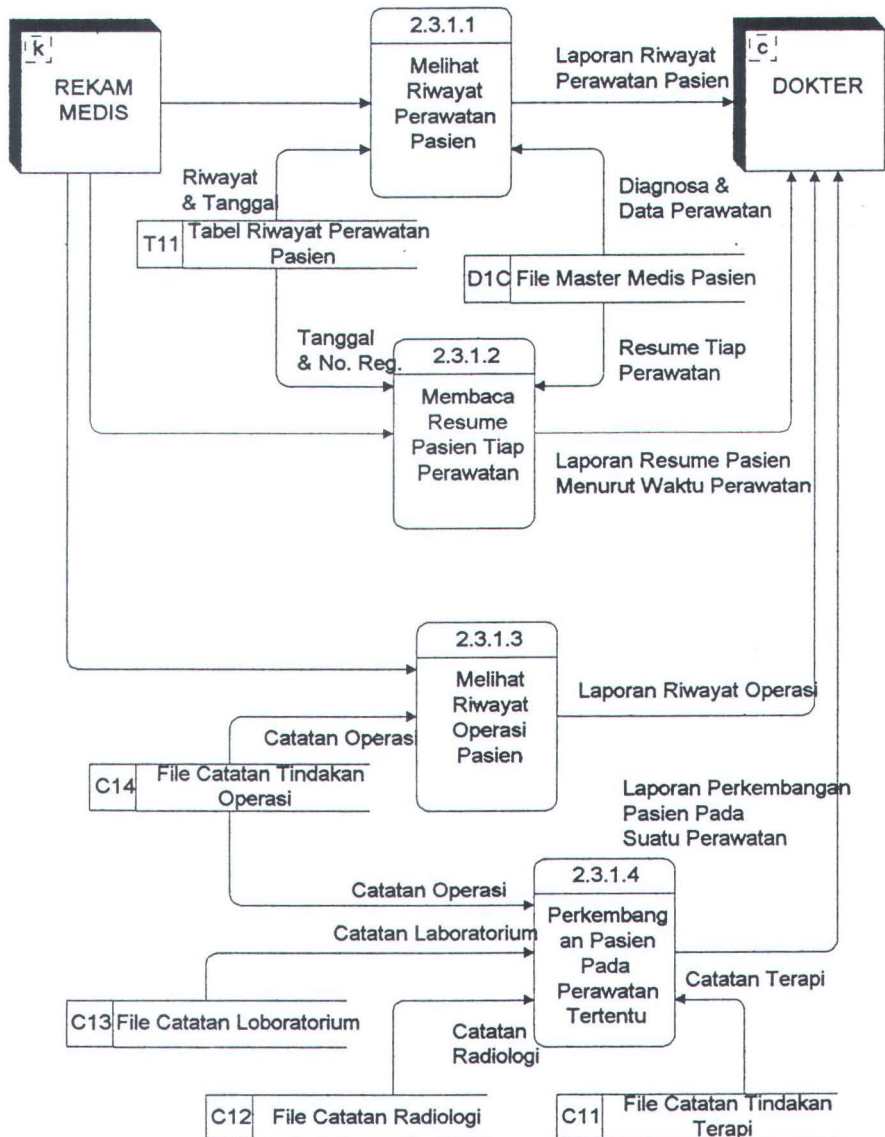 k
REKAM
MEDIS
2.3.1.1
Melihat
Riwayat
Perawatan
Pasien
Laporan Riwayat
Perawatan Pasien
c
DOKTER
Riwayat
& Tanggal
T11
Tabel Riwayat Perawatan
Pasien
Diagnosa &
Data Perawatan
D1C
File Master Medis Pasien
Tanggal
& No. Reg.
2.3.1.2
Membaca
Resume
Pasien Tiap
Perawatan
Resume Tiap
Perawatan
Laporan Resume Pasien
Menurut Waktu Perawatan
2.3.1.3
Melihat
Riwayat
Operasi
Pasien
Laporan Riwayat Operasi
Catatan Operasi
C14
File Catatan Tindakan
Operasi
Laporan Perkembangan
Pasien Pada
Suatu Perawatan
Catatan Operasi
2.3.1.4
Perkembang
an Pasien
Pada
Perawatan
Tertentu
Catatan Laboratorium
C13
File Catatan Loboratorium
Catatan Terapi
Catatan
Radiologi
C12
File Catatan Radiologi
C11
File Catatan Tindakan
Terapi